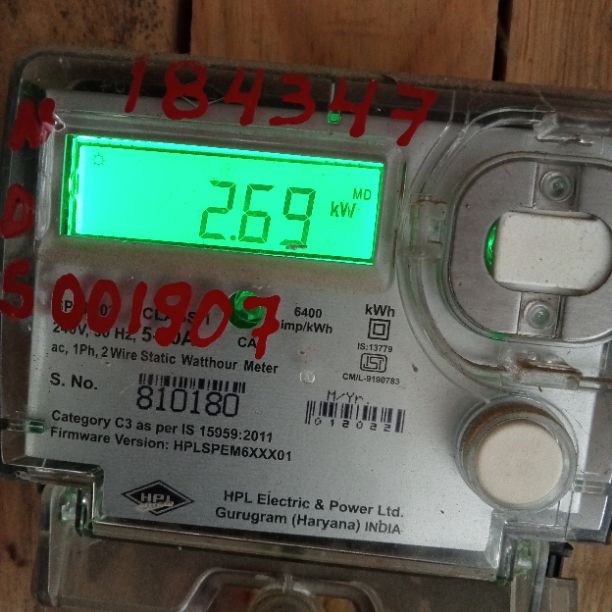 184347
N
MD
2.69 kW
D
S 001907
6400
imp/kWh
kWh
240V, 50 Hz,
CA
IS:13779
ac, 1Ph, 2 Wire Static Watthour Meter
CM/L-9190783
S. No.
810180
M/Yr.
012022
Category C3 as per IS 15959:2011
Firmware Version: HPLSPEM6XXX01
HPL
HPL Electric & Power Ltd.
Gurugram (Haryana) INDIA